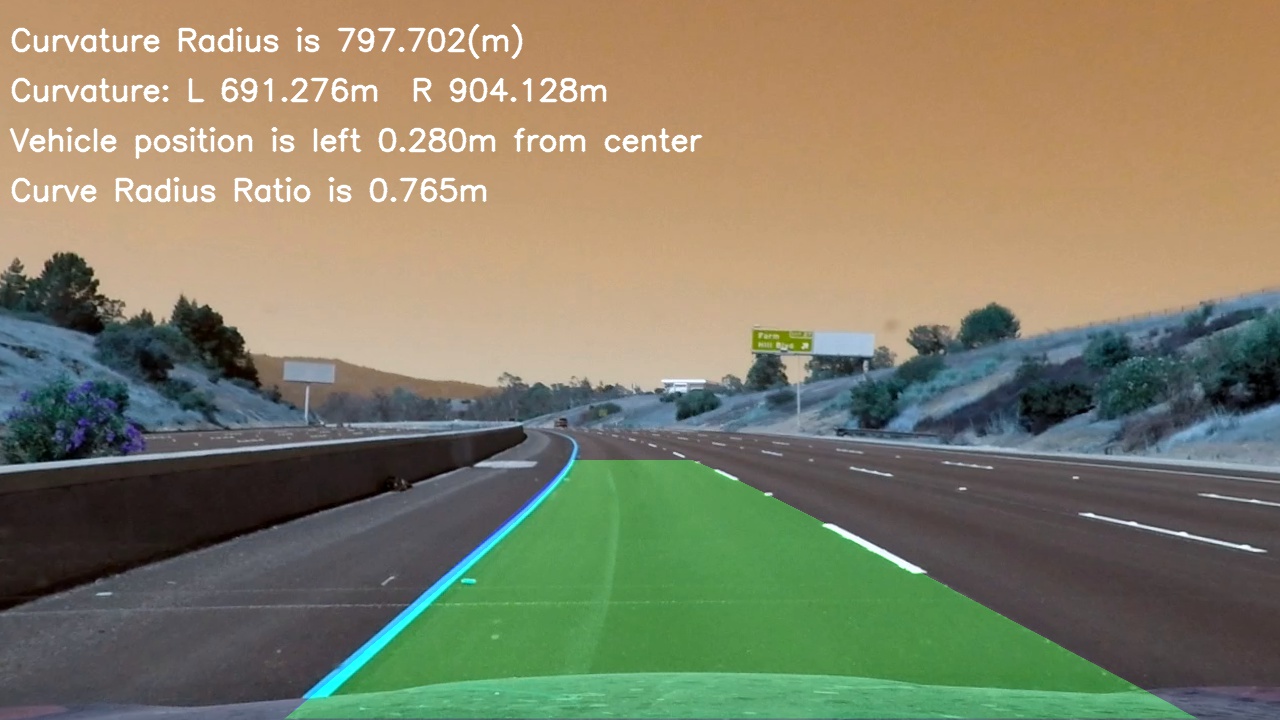 Curvature Radius is 797.702(m)
Curvature: L 691.276m R 904.128m
Vehicle position is left 0.280m from center
Curve Radius Ratio is 0.765m
Farm
Hill Blvd